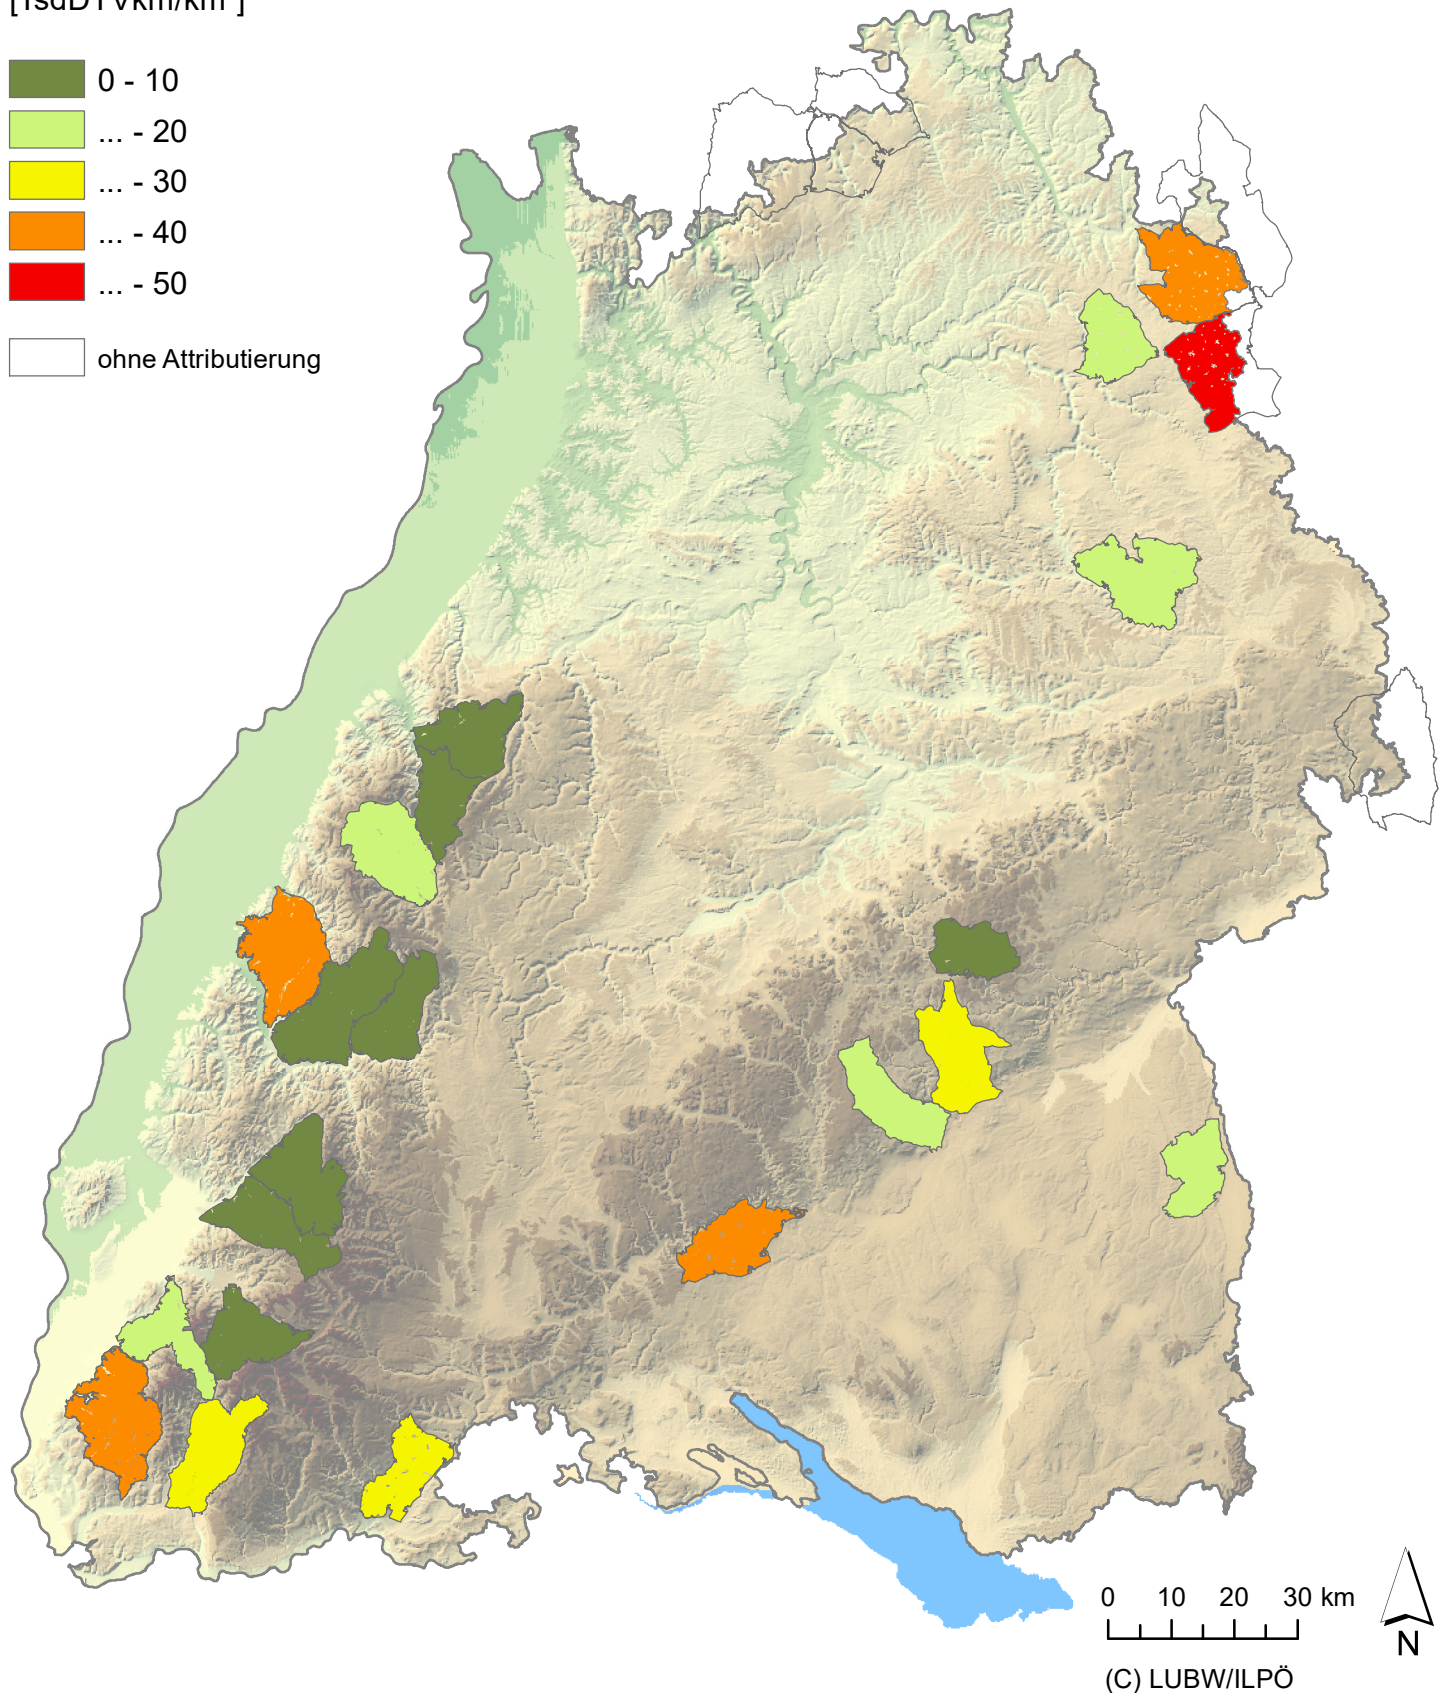 0 - 10
... - 20
... - 30
... - 40
... - 50
ohne Attributierung
0 10 20 30 km
N
(C) LUBW/ILPÖ